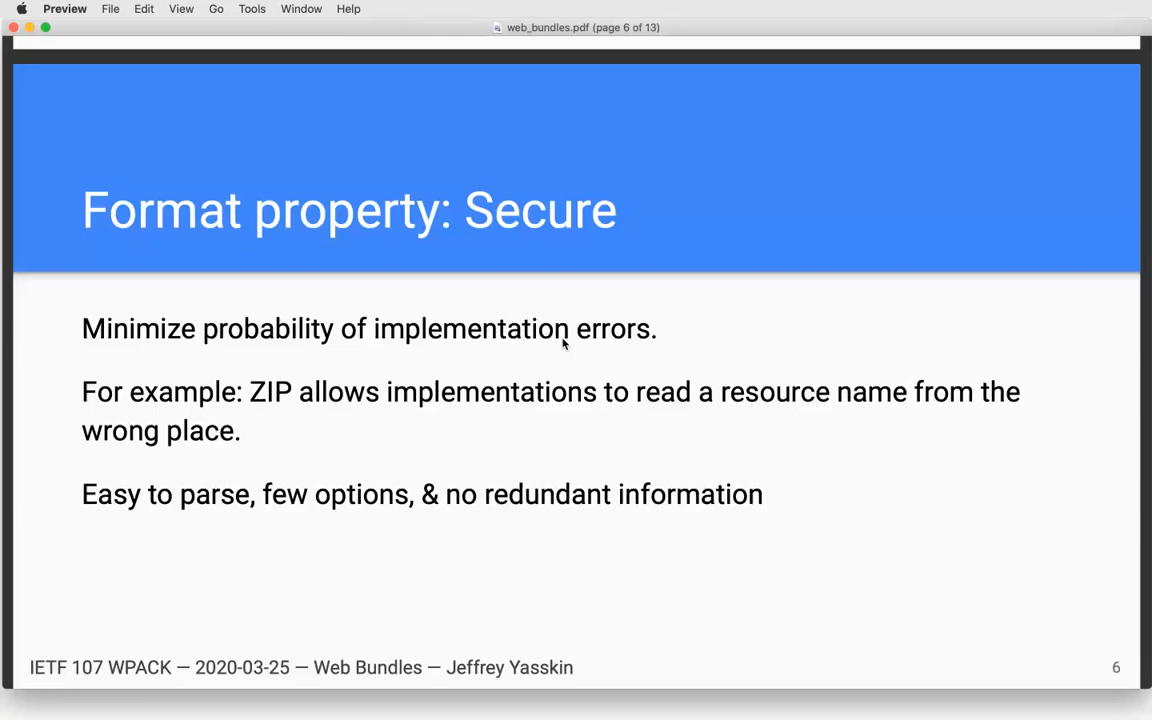 Preview File Edit View Go Tools Window Help
web_bundles.pdf (page 6 of 13)
Format property: Secure
Minimize probability of implementation errors.
For example: ZIP allows implementations to read a resource name from the
wrong place.
Easy to parse, few options, & no redundant information
IETF 107 WPACK — 2020-03-25 — Web Bundles — Jeffrey Yasskin
6